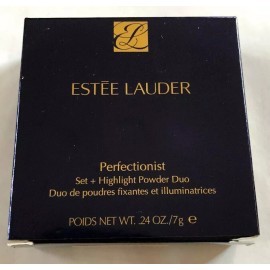 ESTĒE LAUDER
Perfectionist
Set + Highlight Powder Duo
Duo de poudres fixantes et illuminatrices
POIDS NET WT. .24 OZ./7g ℮